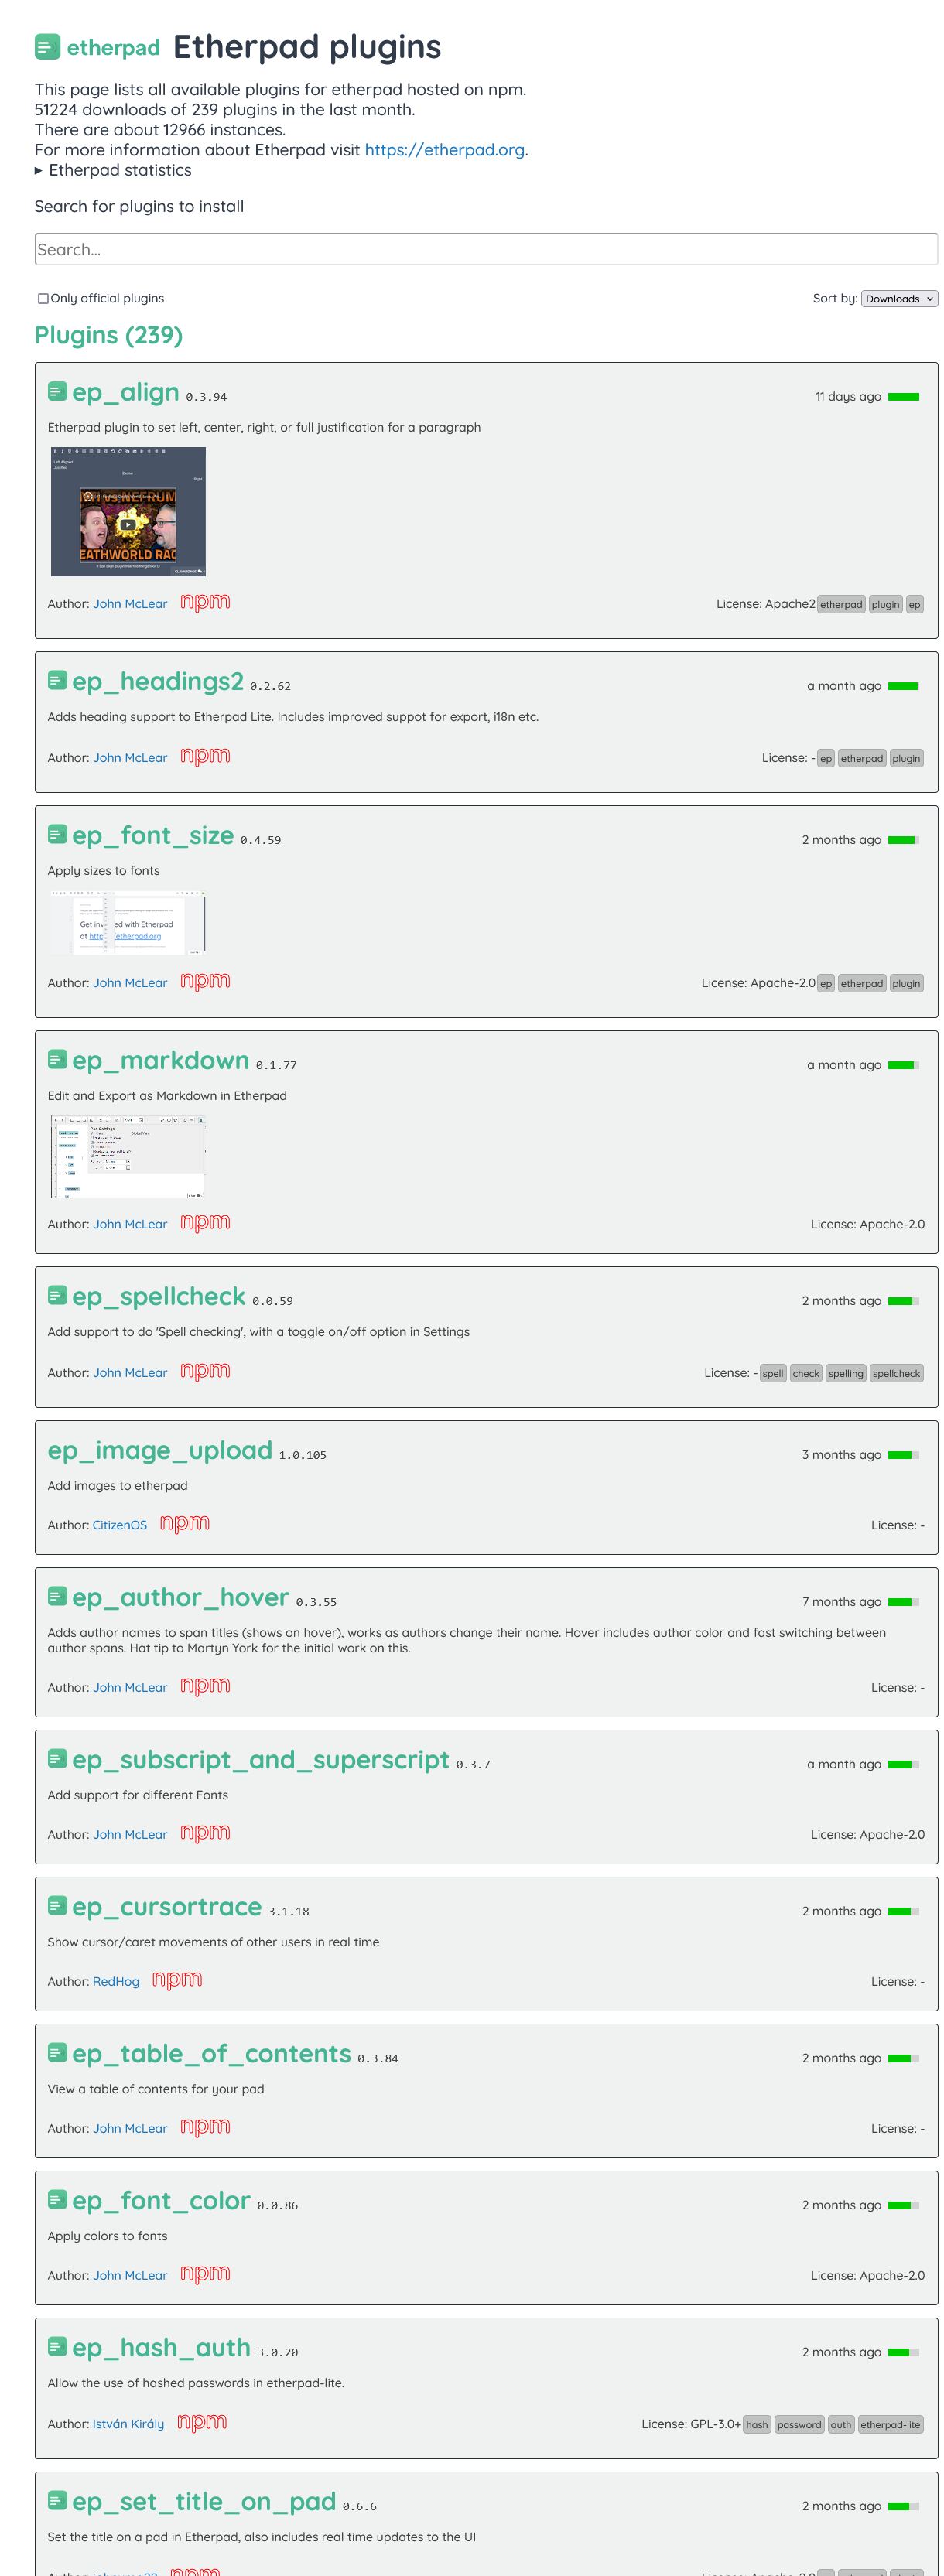 etherpad Etherpad plugins
This page lists all available plugins for etherpad hosted on npm.
51224 downloads of 239 plugins in the last month.
There are about 12966 instances.
For more information about Etherpad visit https://etherpad.org.
▸ Etherpad statistics
Search for plugins to install
Search...
Only official plugins Sort by: Downloads
Plugins (239)
ep_align 0.3.94 11 days ago
Etherpad plugin to set left, center, right, or full justification for a paragraph
Author: John McLear npm License: Apache2 etherpad plugin ep
ep_headings2 0.2.62 a month ago
Adds heading support to Etherpad Lite. Includes improved suppot for export, i18n etc.
Author: John McLear npm License: - ep etherpad plugin
ep_font_size 0.4.59 2 months ago
Apply sizes to fonts
Author: John McLear npm License: Apache-2.0 ep etherpad plugin
ep_markdown 0.1.77 a month ago
Edit and Export as Markdown in Etherpad
Author: John McLear npm License: Apache-2.0
ep_spellcheck 0.0.59 2 months ago
Add support to do 'Spell checking', with a toggle on/off option in Settings
Author: John McLear npm License: - spell check spelling spellcheck
ep_image_upload 1.0.105 3 months ago
Add images to etherpad
Author: CitizenOS npm License: -
ep_author_hover 0.3.55 7 months ago
Adds author names to span titles (shows on hover), works as authors change their name. Hover includes author color and fast switching between
author spans. Hat tip to Martyn York for the initial work on this.
Author: John McLear npm License: -
ep_subscript_and_superscript 0.3.7 a month ago
Add support for different Fonts
Author: John McLear npm License: Apache-2.0
ep_cursortrace 3.1.18 2 months ago
Show cursor/caret movements of other users in real time
Author: RedHog npm License: -
ep_table_of_contents 0.3.84 2 months ago
View a table of contents for your pad
Author: John McLear npm License: -
ep_font_color 0.0.86 2 months ago
Apply colors to fonts
Author: John McLear npm License: Apache-2.0
ep_hash_auth 3.0.20 2 months ago
Allow the use of hashed passwords in etherpad-lite.
Author: István Király npm License: GPL-3.0+ hash password auth etherpad-lite
ep_set_title_on_pad 0.6.6 2 months ago
Set the title on a pad in Etherpad, also includes real time updates to the UI